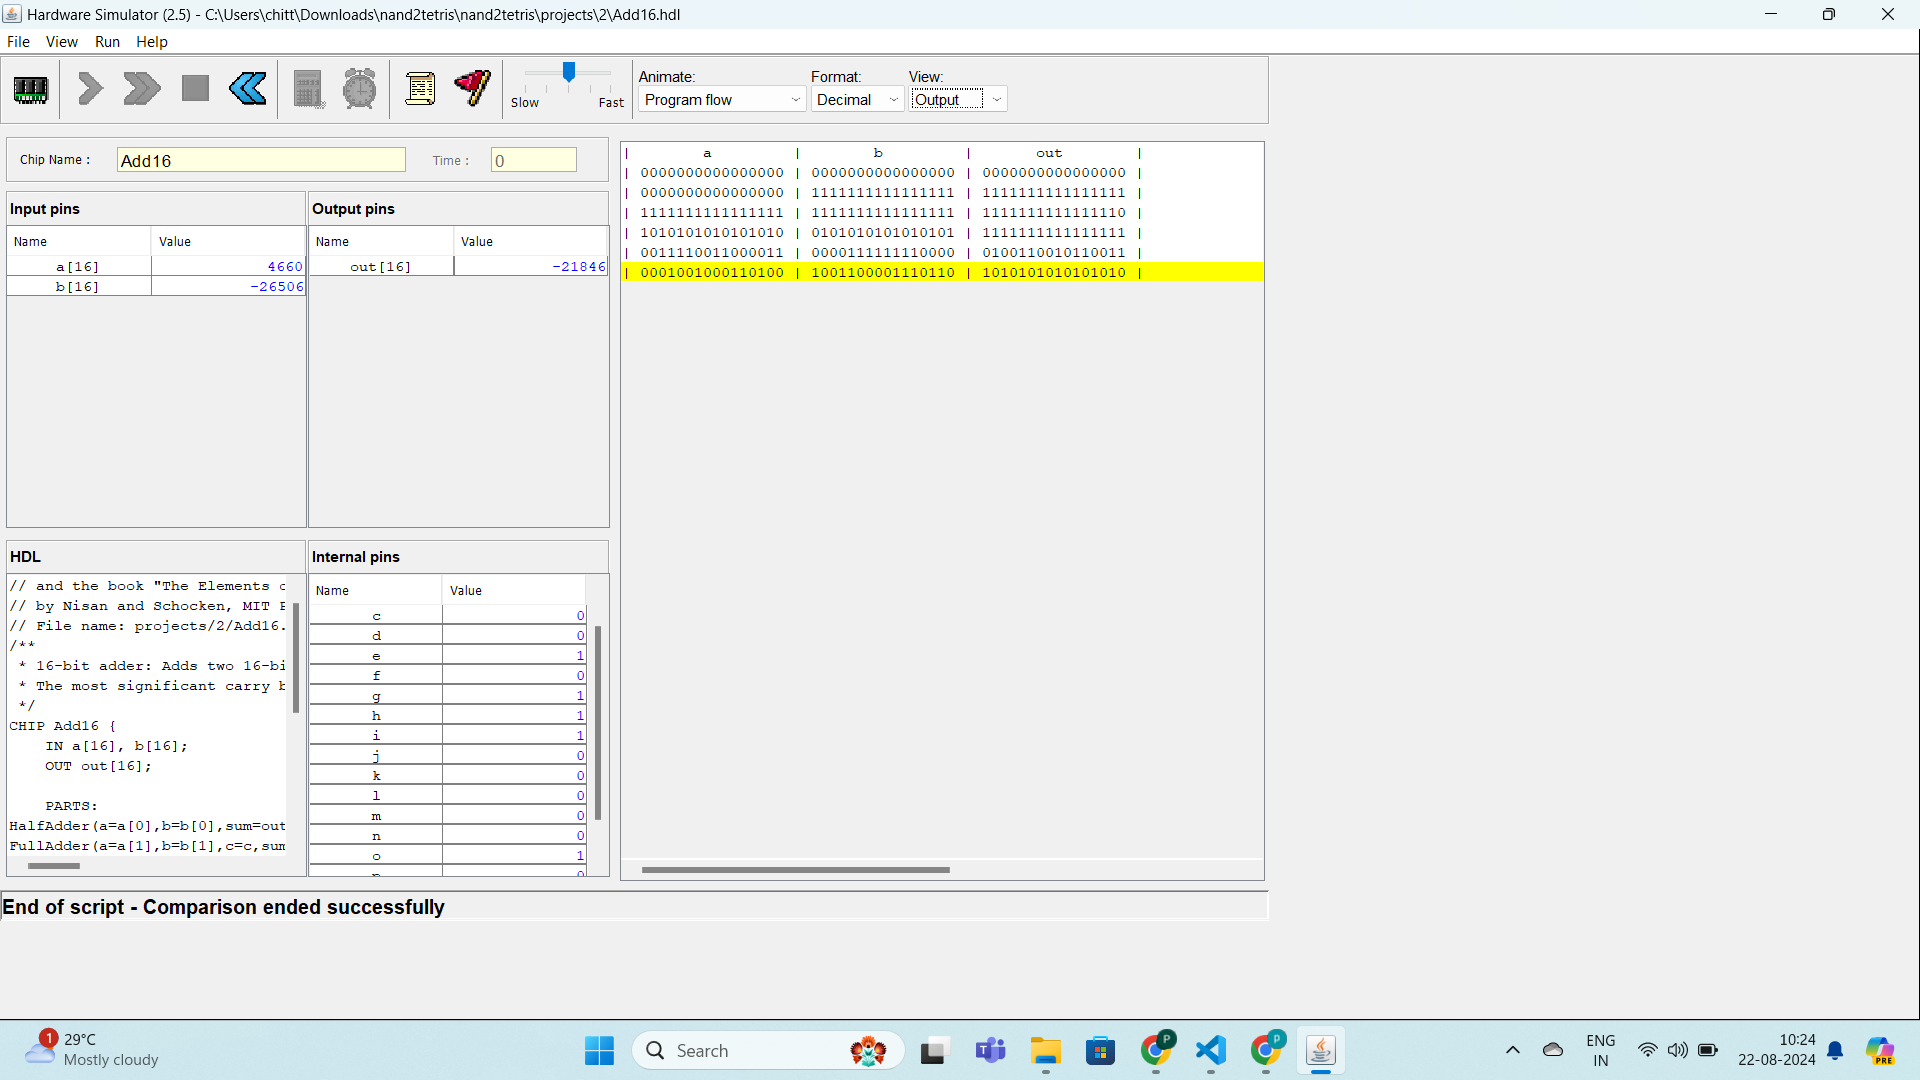 Hardware Simulator (2.5) - C:\Users\chitt\Downloads\nand2tetris\nand2tetris\projects\2\Add16.hdl
File View Run Help
Slow Fast
Animate: Format: View:
Program flow Decimal Output
Chip Name : Add16 Time : 0
Input pins
Name Value
a[16] 4660
b[16] -26506
Output pins
Name Value
out[16] -21846
| a | b | out |
| 0000000000000000 | 0000000000000000 | 0000000000000000 |
| 0000000000000000 | 1111111111111111 | 1111111111111111 |
| 1111111111111111 | 1111111111111111 | 1111111111111110 |
| 1010101010101010 | 0101010101010101 | 1111111111111111 |
| 0011110011000011 | 0000111111110000 | 0100110010110011 |
| 0001001000110100 | 1001100001110110 | 1010101010101010 |
HDL
// and the book "The Elements
// by Nisan and Schocken, MIT
// File name: projects/2/Add16.
/**
* 16-bit adder: Adds two 16-bi
* The most significant carry b
*/
CHIP Add16 {
IN a[16], b[16];
OUT out[16];
PARTS:
HalfAdder(a=a[0],b=b[0],sum=out
FullAdder(a=a[1],b=b[1],c=c,sum
Internal pins
Name Value
c 0
d 0
e 1
f 0
g 1
h 1
i 1
j 0
k 0
l 0
m 0
n 0
o 1
End of script - Comparison ended successfully
1
29°C
Mostly cloudy
Search
P
P
ENG
IN
10:24
22-08-2024
PRE